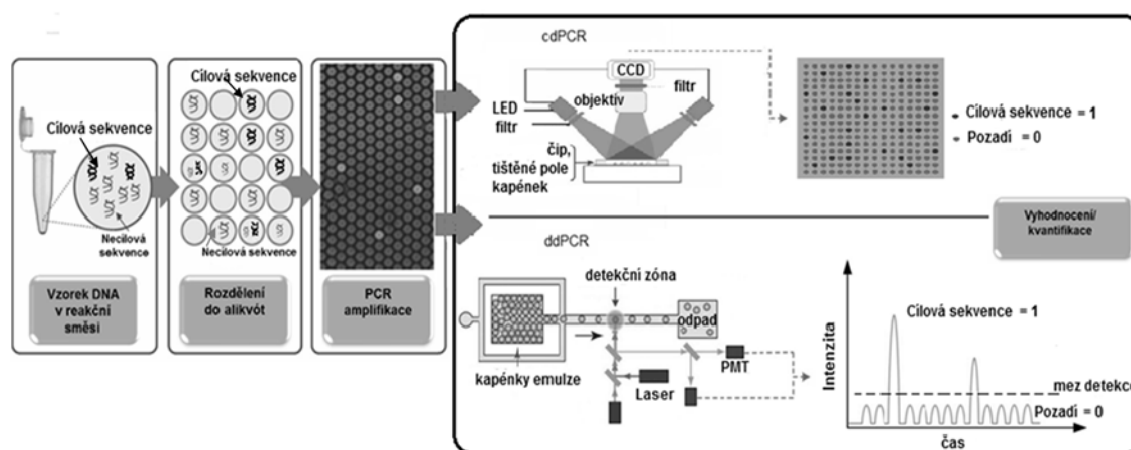 Cílová sekvence
Necílová
sekvence
Vzorek DNA
v reakční
směsi
Cílová sekvence
Necílová sekvence
Rozdělení
do alikvót
PCR
amplifikace
cdPCR
CCD
filtr
objektiv
LED
filtr
čip,
tištěné pole
kapének
Cílová sekvence = 1
Pozadí = 0
Vyhodnocení/
kvantifikace
ddPCR
detekční zóna
odpad
kapénky emulze
PMT
Laser
Intenzita
Cílová sekvence = 1
mez detekce
Pozadí = 0
čas